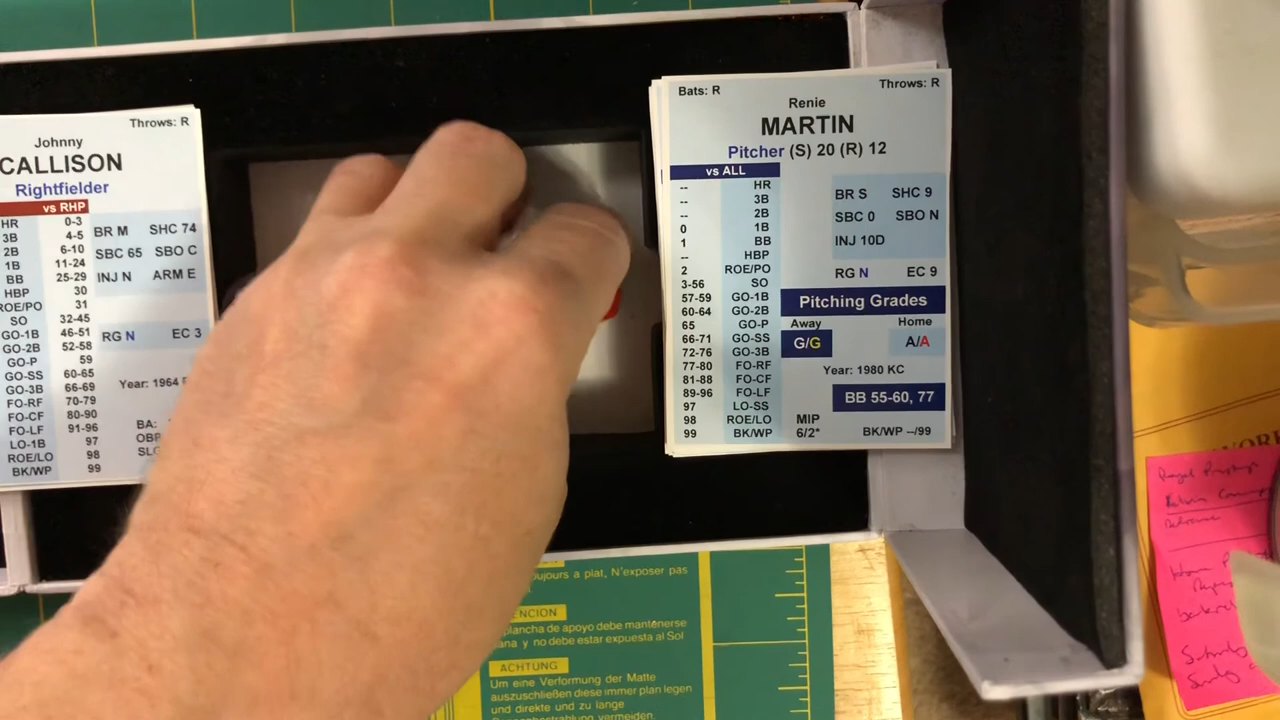 Throws: R
Johnny
CALLISON
Rightfielder
vs RHP
HR 0-3
3B 4-5
2B 6-10
1B 11-24
BB 25-29
HBP 30
ROE/PO 31
SO 32-45
GO-1B 46-51
GO-2B 52-58
GO-P 59
GO-SS 60-65
GO-3B 66-69
FO-RF 70-79
FO-CF 80-90
FO-LF 91-96
LO-1B 97
ROE/LO 98
BK/WP 99
BR M SHC 74
SBC 65 SBO C
INJ N ARM E
RG N EC 3
Year: 1964
BA:
OBP
SLG
Bats: R Throws: R
Renie
MARTIN
Pitcher (S) 20 (R) 12
vs ALL
-- HR
-- 3B
-- 2B
0 1B
1 BB
-- HBP
2 ROE/PO
3-56 SO
57-59 GO-1B
60-64 GO-2B
65 GO-P
66-71 GO-SS
72-76 GO-3B
77-80 FO-RF
81-88 FO-CF
89-96 FO-LF
97 LO-SS
98 ROE/LO
99 BK/WP
BR S SHC 9
SBC 0 SBO N
INJ 10D
RG N EC 9
Pitching Grades
Away Home
G/G A/A
Year: 1980 KC
BB 55-60, 77
MIP
6/2* BK/WP --/99
toujours a plat, N'exposer pas
plancha de apoyo debe mantenerse
y no debe estar expuesta al Sol
ACHTUNG
Um eine Verformung der Matte
auszuschließen diese immer plan legen
und direkte und zu lange
vermeiden.